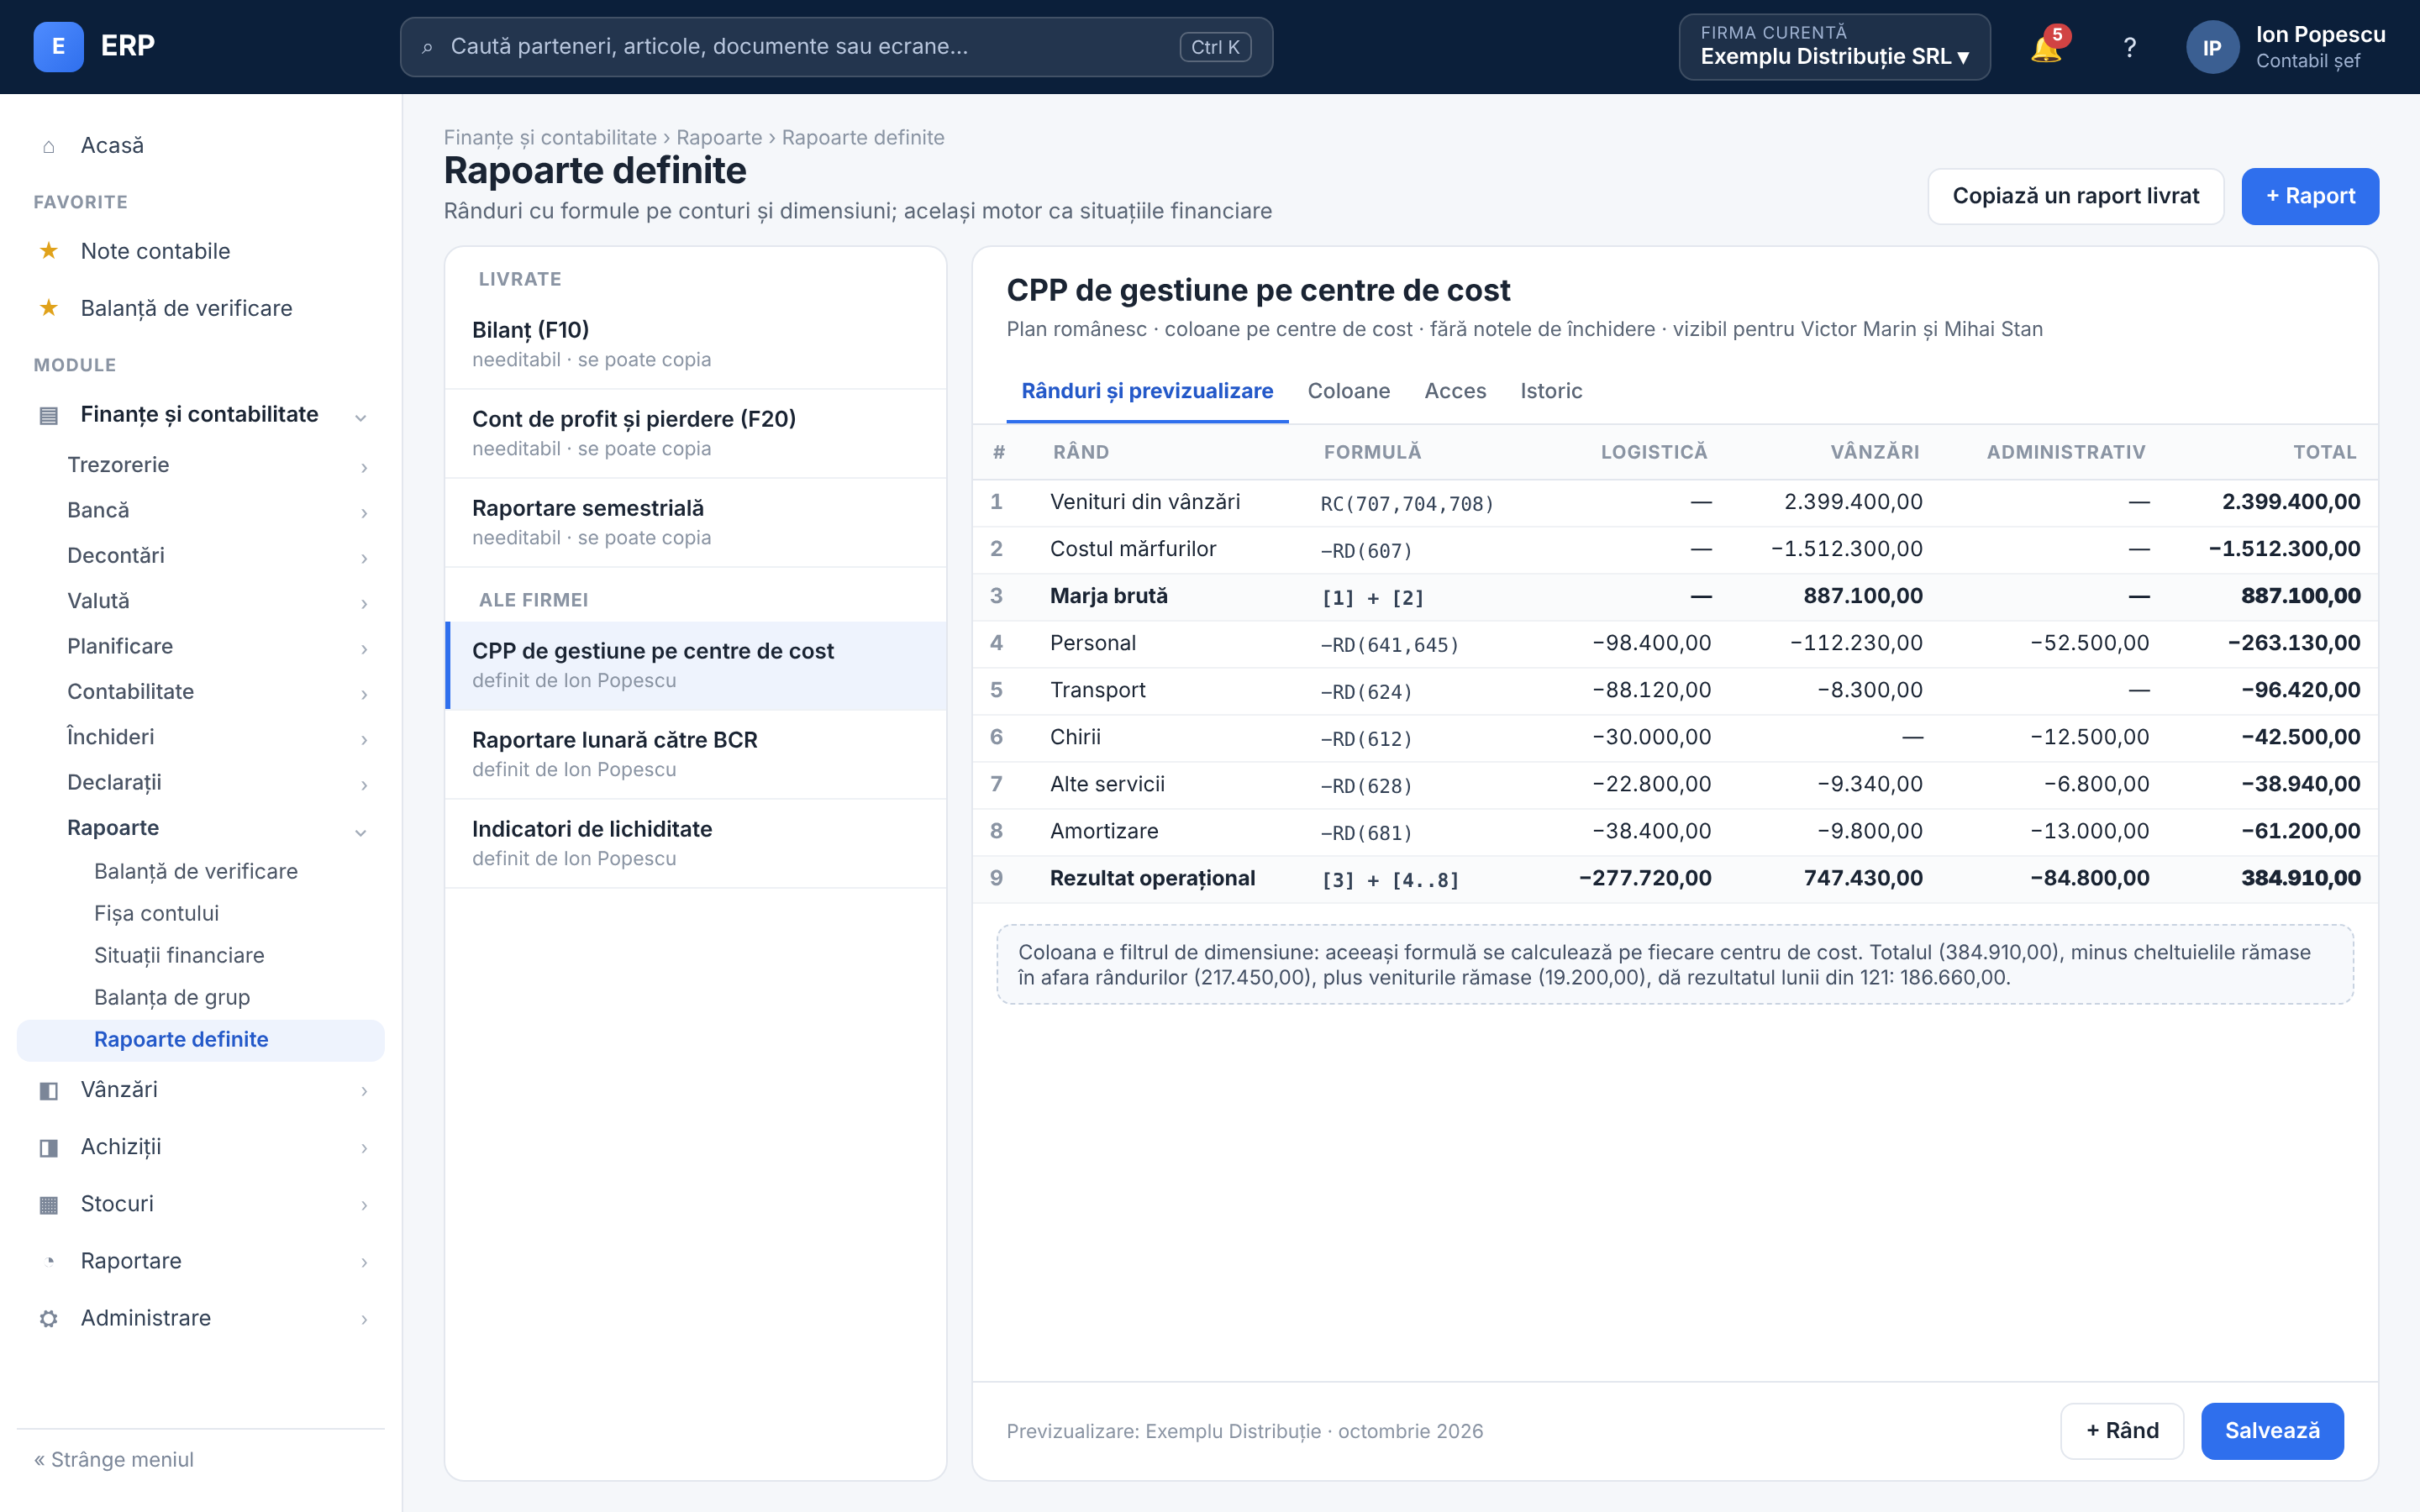 E ERP
Caută parteneri, articole, documente sau ecrane... Ctrl K
FIRMA CURENTĂ
Exemplu Distribuție SRL ▾
5
?
IP
Ion Popescu
Contabil șef
Acasă
FAVORITE
★ Note contabile
★ Balanță de verificare
MODULE
Finanțe și contabilitate
Trezorerie ›
Bancă ›
Decontări ›
Valută ›
Planificare ›
Contabilitate ›
Închideri ›
Declarații ›
Rapoarte
Balanță de verificare
Fișa contului
Situații financiare
Balanța de grup
Rapoarte definite
Vânzări ›
Achiziții ›
Stocuri ›
Raportare ›
Administrare ›
« Strânge meniul
Finanțe și contabilitate › Rapoarte › Rapoarte definite
Rapoarte definite
Rânduri cu formule pe conturi și dimensiuni; același motor ca situațiile financiare
Copiază un raport livrat
+ Raport
LIVRATE
Bilanț (F10)
needitabil · se poate copia
Cont de profit și pierdere (F20)
needitabil · se poate copia
Raportare semestrială
needitabil · se poate copia
ALE FIRMEI
CPP de gestiune pe centre de cost
definit de Ion Popescu
Raportare lunară către BCR
definit de Ion Popescu
Indicatori de lichiditate
definit de Ion Popescu
CPP de gestiune pe centre de cost
Plan românesc · coloane pe centre de cost · fără notele de închidere · vizibil pentru Victor Marin și Mihai Stan
Rânduri și previzualizare Coloane Acces Istoric
# RÂND FORMULĂ LOGISTICĂ VÂNZĂRI ADMINISTRATIV TOTAL
1 Venituri din vânzări RC(707,704,708) — 2.399.400,00 — 2.399.400,00
2 Costul mărfurilor −RD(607) — −1.512.300,00 — −1.512.300,00
3 Marja brută [1] + [2] — 887.100,00 — 887.100,00
4 Personal −RD(641,645) −98.400,00 −112.230,00 −52.500,00 −263.130,00
5 Transport −RD(624) −88.120,00 −8.300,00 — −96.420,00
6 Chirii −RD(612) −30.000,00 — −12.500,00 −42.500,00
7 Alte servicii −RD(628) −22.800,00 −9.340,00 −6.800,00 −38.940,00
8 Amortizare −RD(681) −38.400,00 −9.800,00 −13.000,00 −61.200,00
9 Rezultat operațional [3] + [4..8] −277.720,00 747.430,00 −84.800,00 384.910,00
Coloana e filtrul de dimensiune: aceeași formulă se calculează pe fiecare centru de cost. Totalul (384.910,00), minus cheltuielile rămase
în afara rândurilor (217.450,00), plus veniturile rămase (19.200,00), dă rezultatul lunii din 121: 186.660,00.
Previzualizare: Exemplu Distribuție · octombrie 2026
+ Rând
Salvează